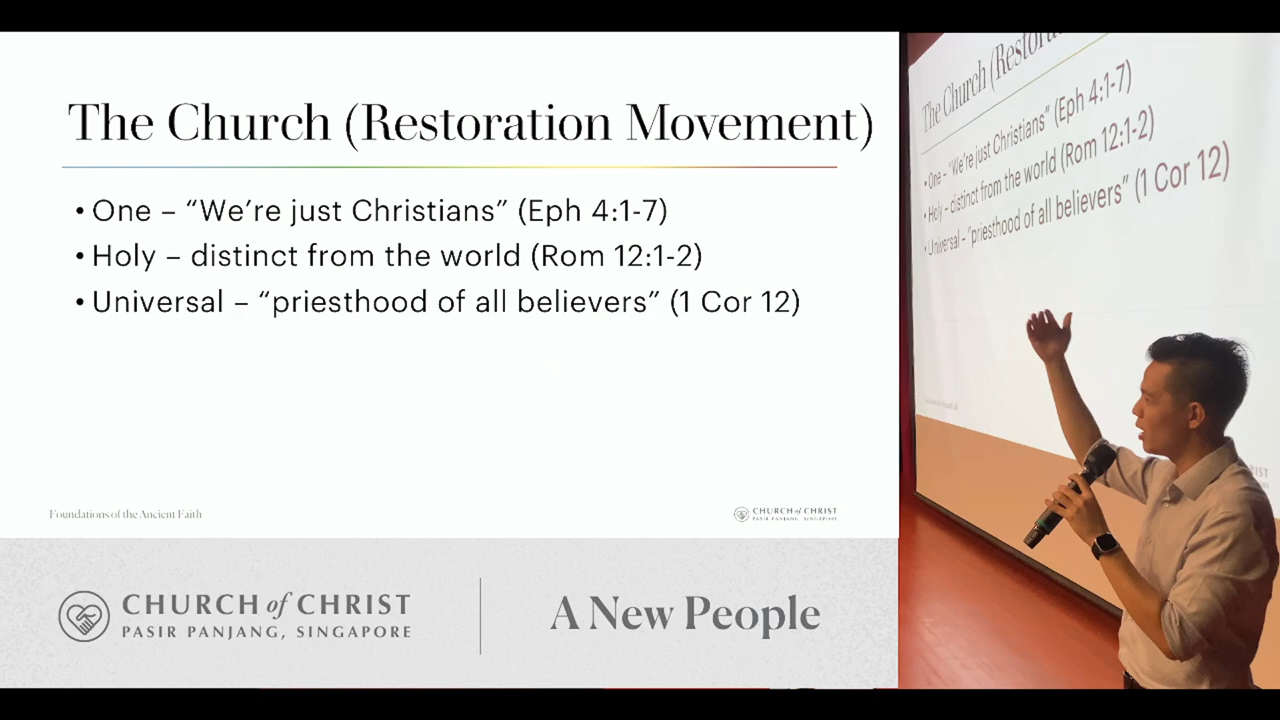 The Church (Restoration Movement)
• One – “We’re just Christians” (Eph 4:1-7)
• Holy – distinct from the world (Rom 12:1-2)
• Universal – “priesthood of all believers” (1 Cor 12)
Foundations of the Ancient Faith
CHURCH of CHRIST
PASIR PANJANG, SINGAPORE
CHURCH of CHRIST
PASIR PANJANG, SINGAPORE
A New People
The Church (Restora
• One – “We’re just Christians” (Eph 4:1-7)
• Holy – distinct from the world (Rom 12:1-2)
• Universal – “priesthood of all believers” (1 Cor 12)